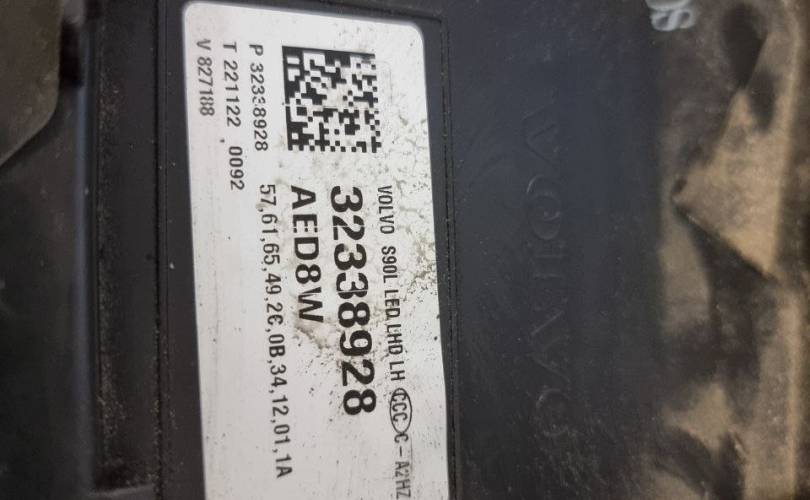 VOLVO S90L LED LHD LH CCC C-A2HZ
32338928
AED8W
57,61,65,49,2C,0B,34,12,01,1A
P 32338928
T 221122 0092
V 827188
VOLVO